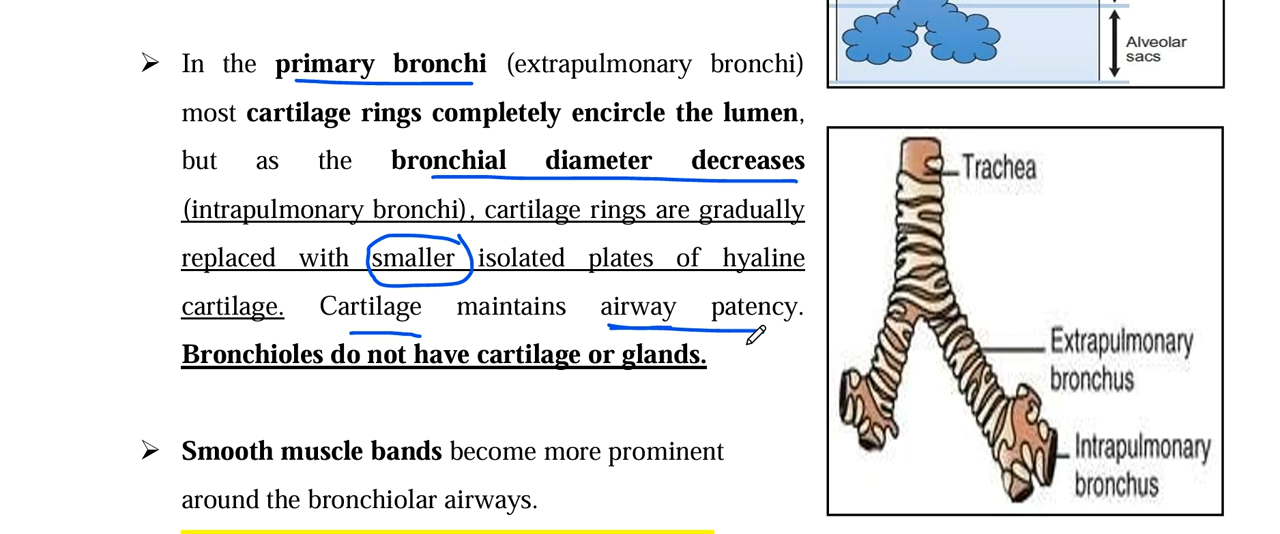 ➢ In the primary bronchi (extrapulmonary bronchi)
most cartilage rings completely encircle the lumen,
but as the bronchial diameter decreases
(intrapulmonary bronchi), cartilage rings are gradually
replaced with smaller isolated plates of hyaline
cartilage. Cartilage maintains airway patency.
Bronchioles do not have cartilage or glands.
➢ Smooth muscle bands become more prominent
around the bronchiolar airways.
Alveolar
sacs
Trachea
Extrapulmonary
bronchus
Intrapulmonary
bronchus